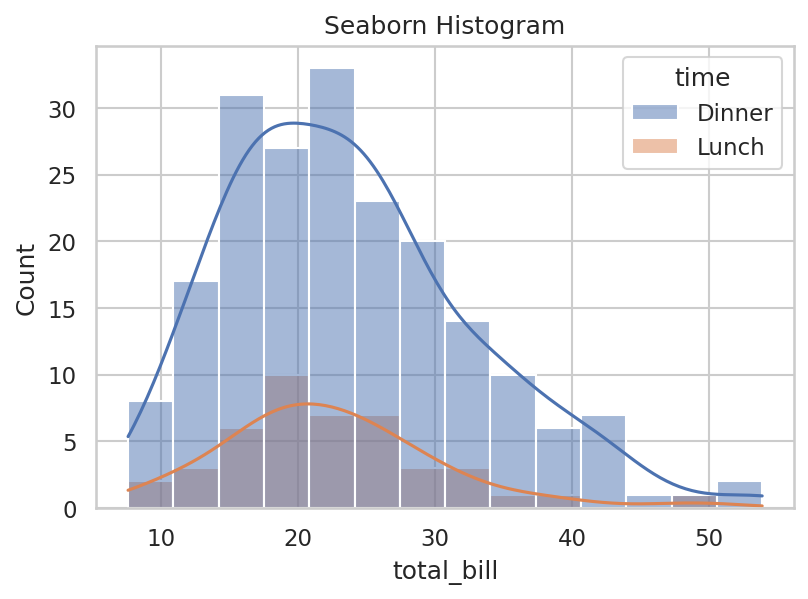 Seaborn Histogram
time
Dinner
Lunch
Count
30
25
20
15
10
5
0
10 20 30 40 50
total_bill